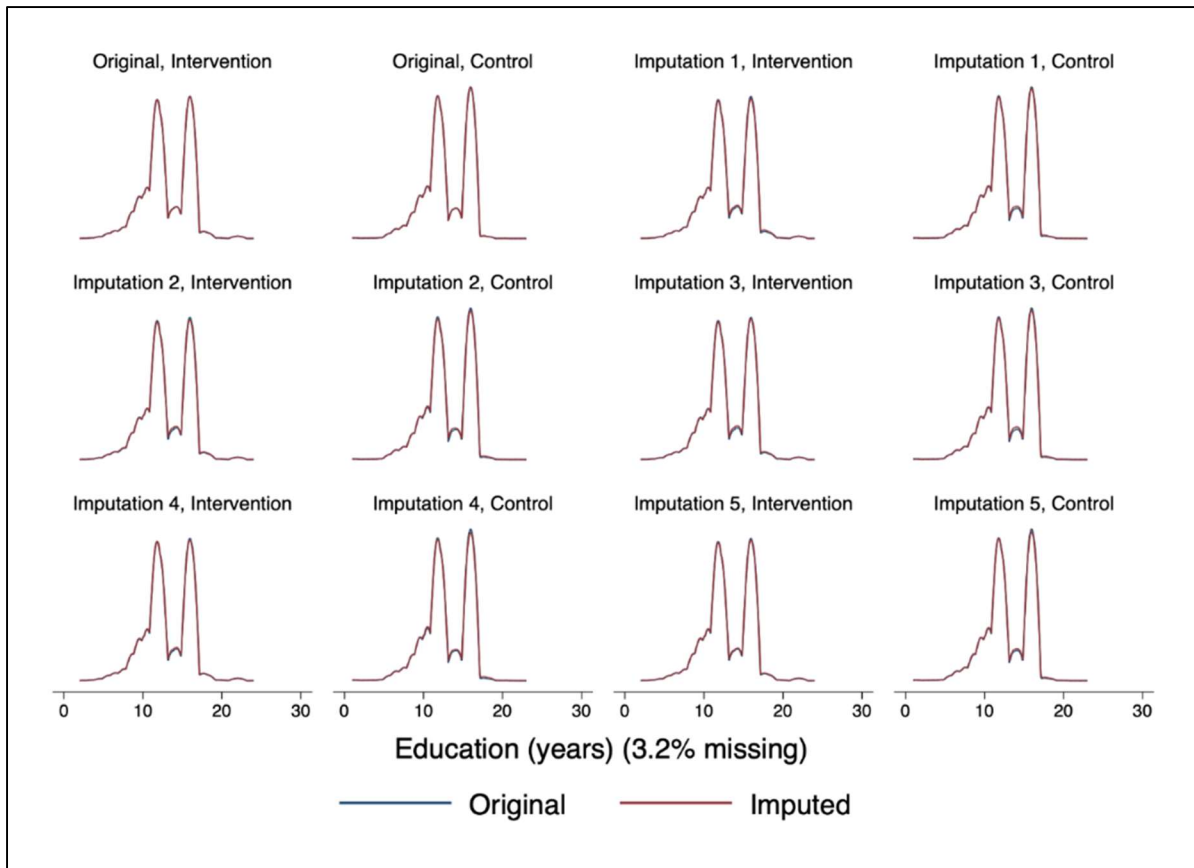 Original, Intervention
Original, Control
Imputation 1, Intervention
Imputation 1, Control
Imputation 2, Intervention
Imputation 2, Control
Imputation 3, Intervention
Imputation 3, Control
Imputation 4, Intervention
Imputation 4, Control
Imputation 5, Intervention
Imputation 5, Control
0 10 20 30 0 10 20 30 0 10 20 30 0 10 20 30
Education (years) (3.2% missing)
Original Imputed